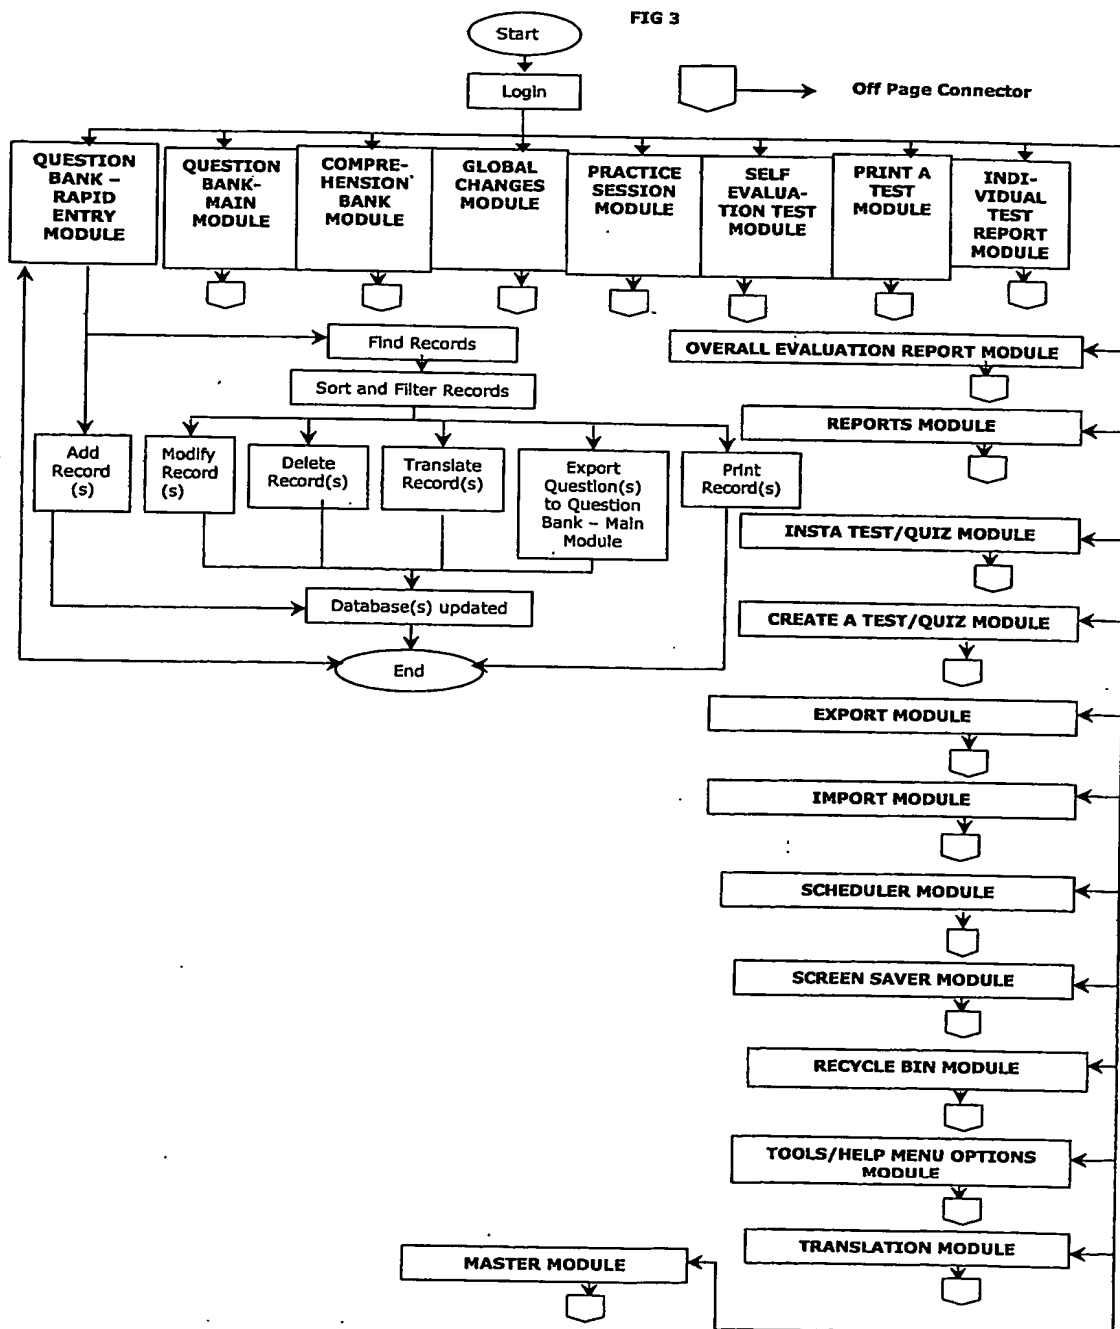 FIG 3
Start
Login
Off Page Connector
QUESTION
BANK –
RAPID
ENTRY
MODULE
QUESTION
BANK-
MAIN
MODULE
COMPRE-
HENSION
BANK
MODULE
GLOBAL
CHANGES
MODULE
PRACTICE
SESSION
MODULE
SELF
EVALUA-
TION TEST
MODULE
PRINT A
TEST
MODULE
INDI-
VIDUAL
TEST
REPORT
MODULE
Find Records
Sort and Filter Records
Add
Record
(s)
Modify
Record
(s)
Delete
Record(s)
Translate
Record(s)
Export
Question(s)
to Question
Bank – Main
Module
Print
Record(s)
Database(s) updated
End
OVERALL EVALUATION REPORT MODULE
REPORTS MODULE
INSTA TEST/QUIZ MODULE
CREATE A TEST/QUIZ MODULE
EXPORT MODULE
IMPORT MODULE
SCHEDULER MODULE
SCREEN SAVER MODULE
RECYCLE BIN MODULE
TOOLS/HELP MENU OPTIONS
MODULE
TRANSLATION MODULE
MASTER MODULE